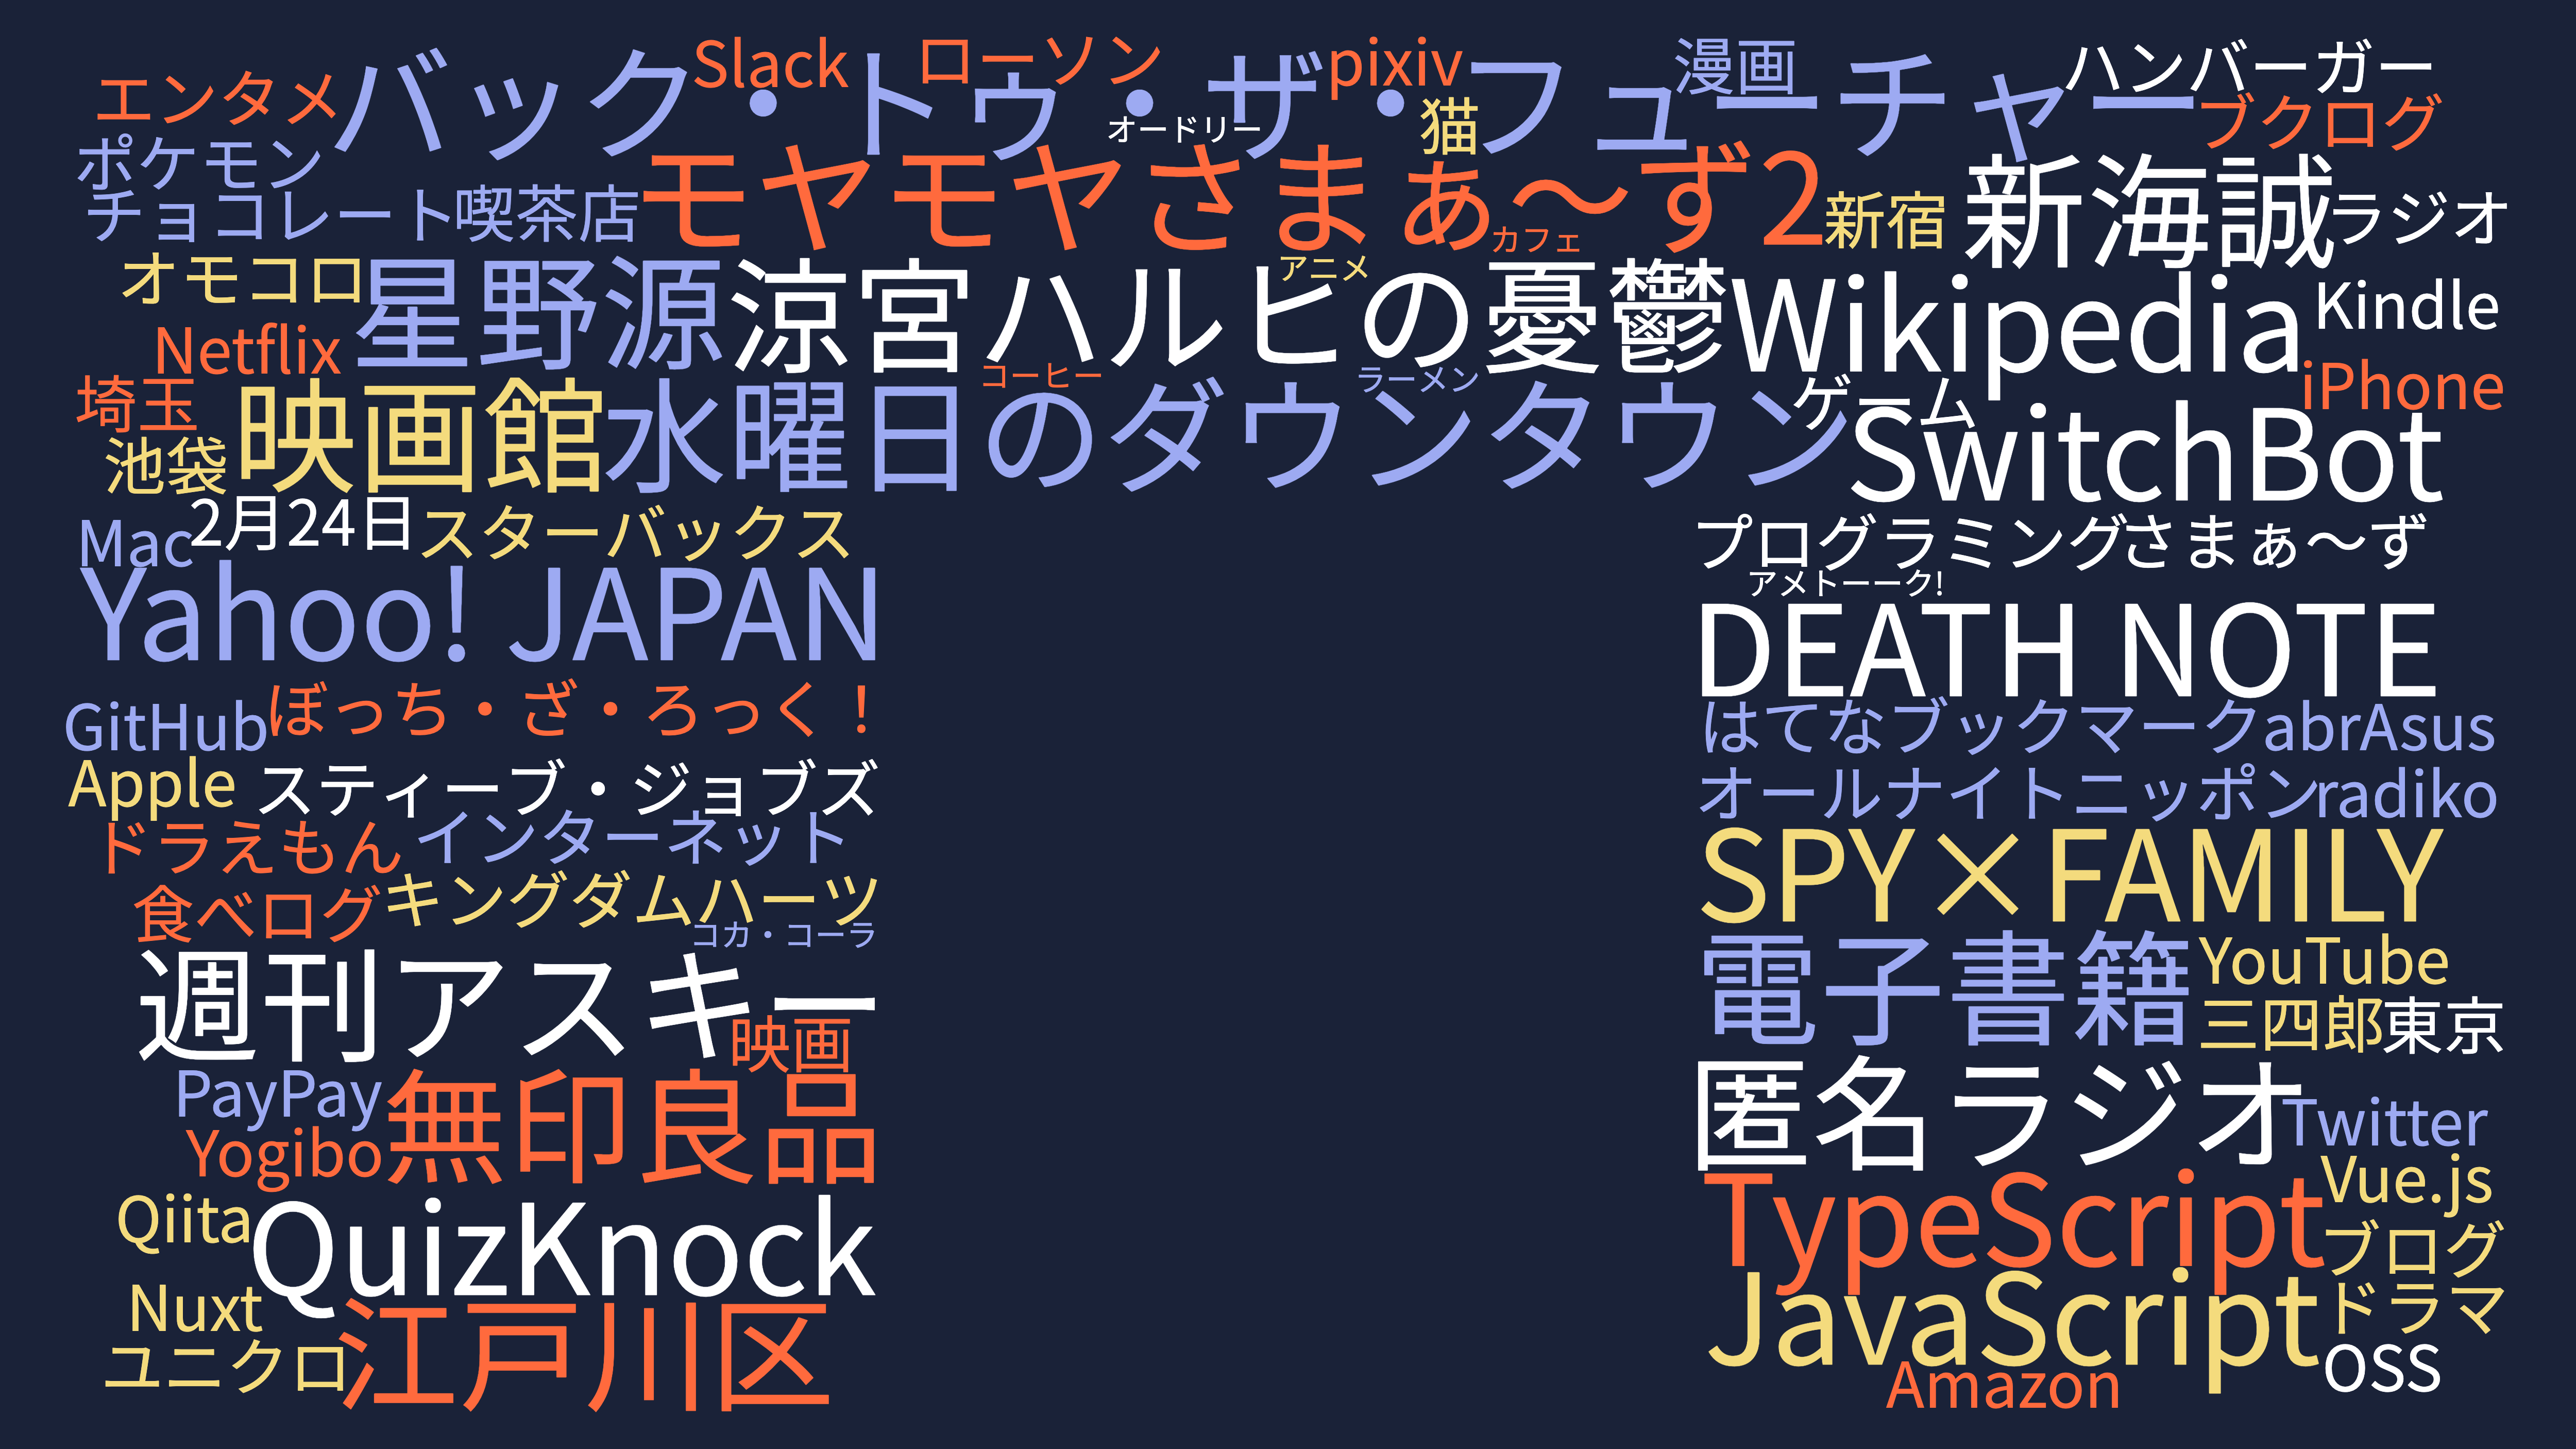 エンタメ
バック・トゥ・ザ・フューチャー
Slack
ローソン
pixiv
漫画
ハンバーガー
ブクログ
オードリー
猫
ポケモン
チョコレート
喫茶店
モヤモヤさまぁ〜ず2
カフェ
新宿
新海誠
ラジオ
オモコロ
星野源
涼宮ハルヒの憂鬱
アニメ
Wikipedia
Kindle
Netflix
埼玉
池袋
映画館
水曜日のダウンタウン
コーヒー
ラーメン
ゲーム
SwitchBot
iPhone
Mac
2月24日
スターバックス
プログラミング
さまぁ〜ず
アメトーーク!
Yahoo! JAPAN
DEATH NOTE
GitHub
ぼっち・ざ・ろっく！
はてなブックマーク
abrAsus
Apple
スティーブ・ジョブズ
オールナイトニッポン
radiko
ドラえもん
インターネット
SPY×FAMILY
食べログ
キングダムハーツ
コカ・コーラ
週刊アスキー
映画
電子書籍
YouTube
三四郎
東京
PayPay
Yogibo
無印良品
匿名ラジオ
Twitter
Qiita
QuizKnock
TypeScript
Vue.js
ブログ
Nuxt
ユニクロ
江戸川区
JavaScript
ドラマ
OSS
Amazon